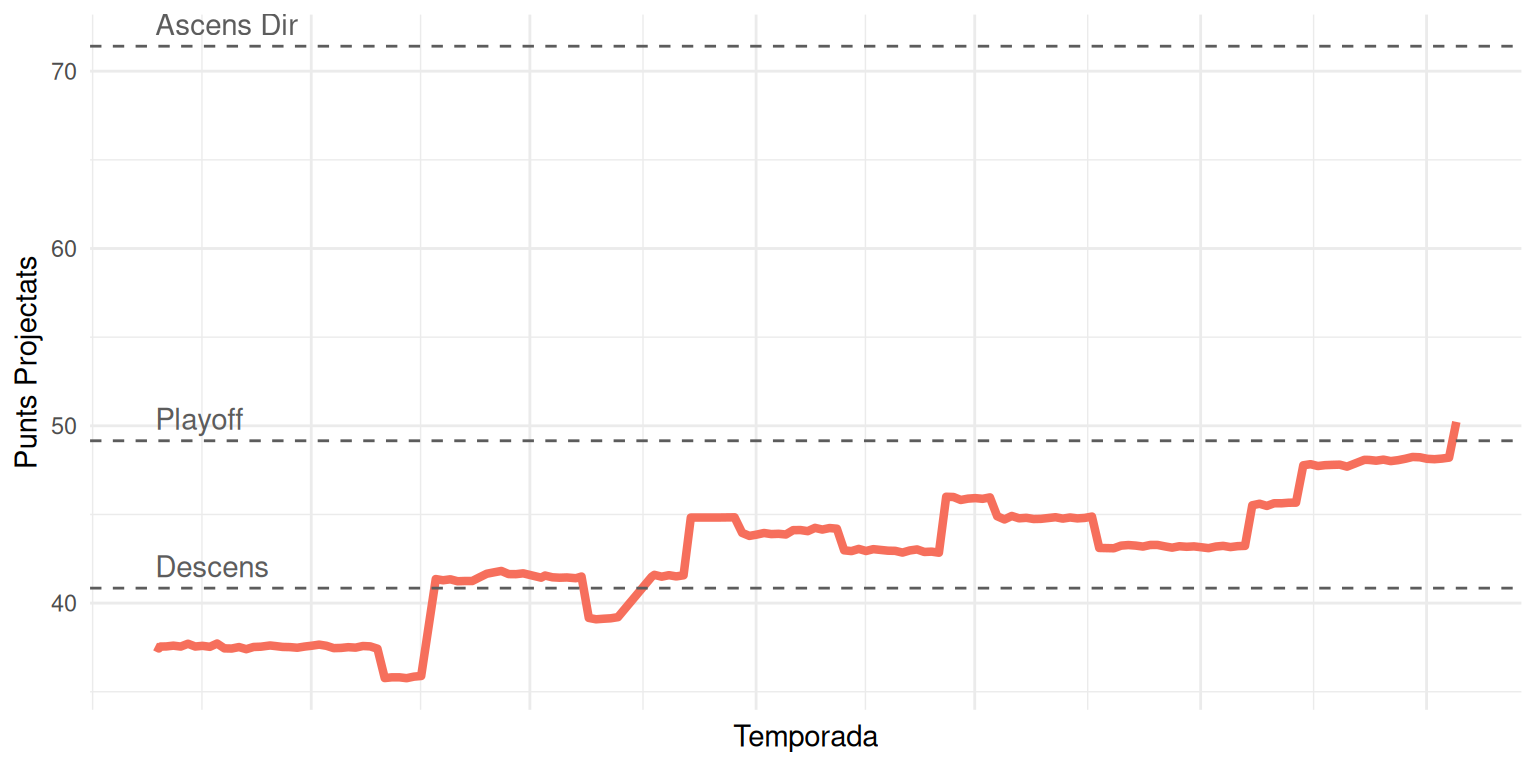 Ascens Dir
70
60
Punts Projectats
Playoff
50
Descens
40
Temporada